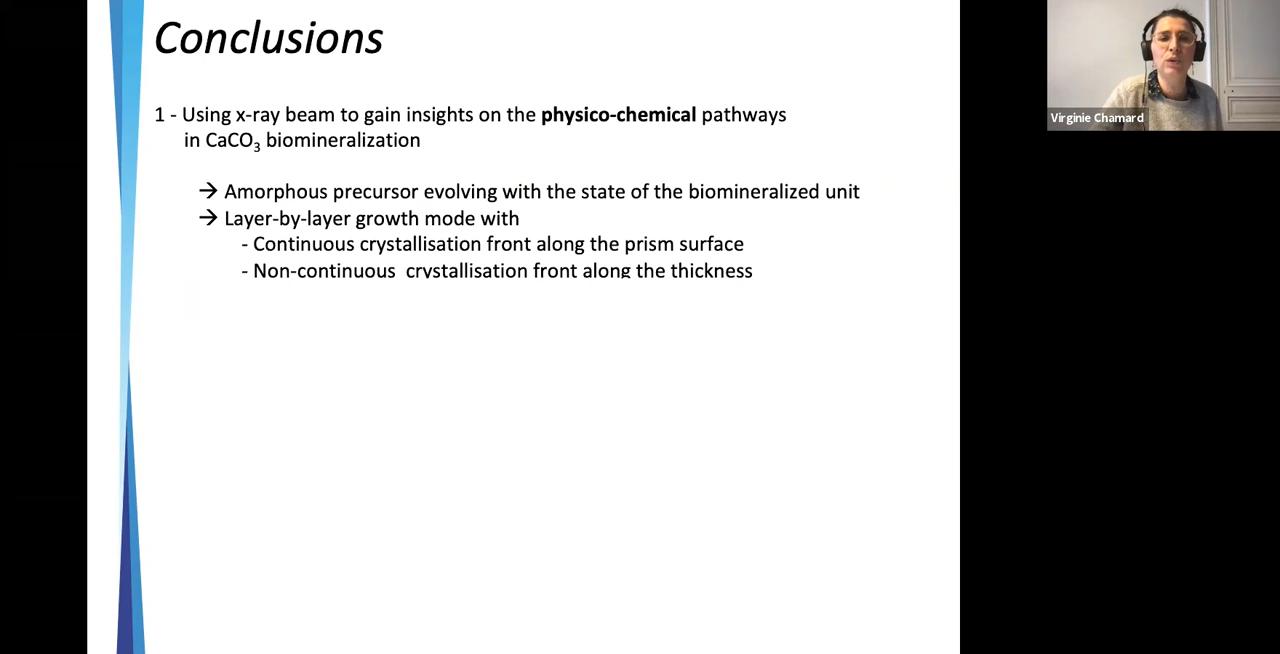 Conclusions
1 - Using x-ray beam to gain insights on the physico-chemical pathways
in CaCO₃ biomineralization
→ Amorphous precursor evolving with the state of the biomineralized unit
→ Layer-by-layer growth mode with
- Continuous crystallisation front along the prism surface
- Non-continuous crystallisation front along the thickness
Virginie Chamard